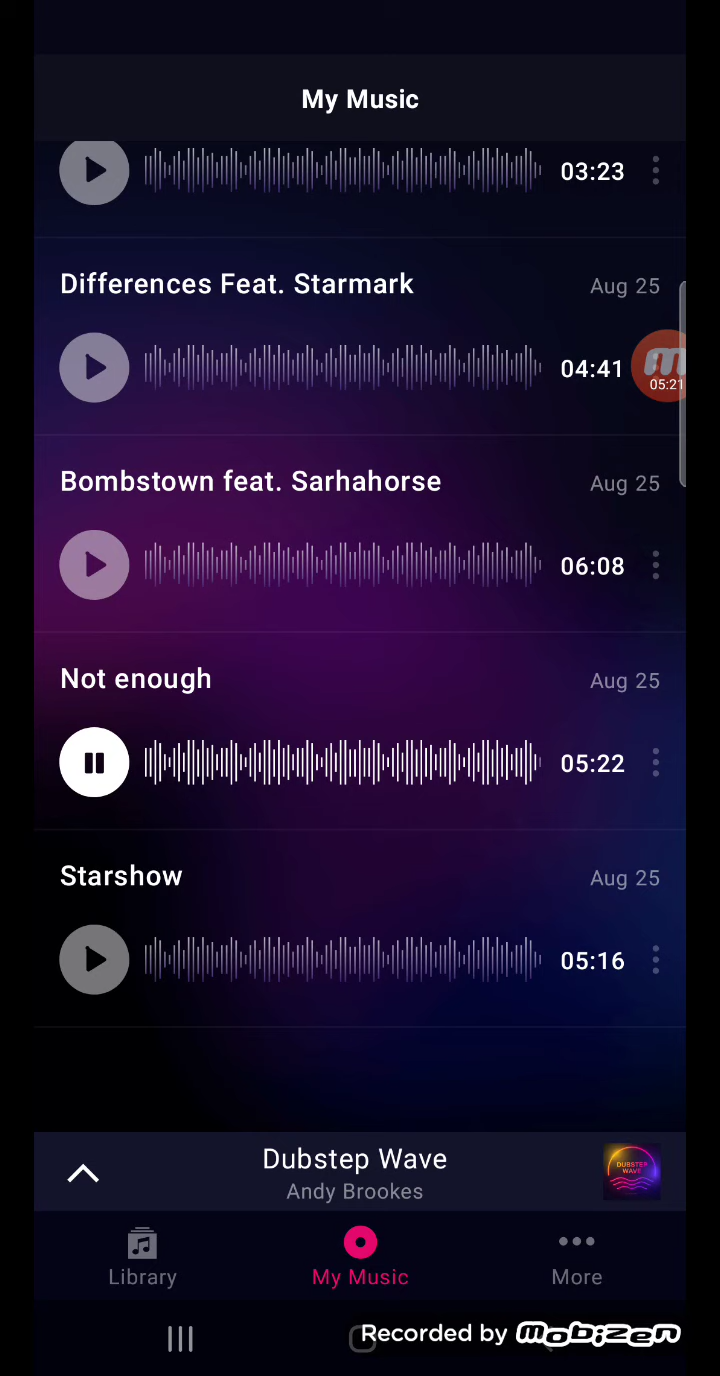 My Music
03:23
Differences Feat. Starmark Aug 25
04:41
05:21
Bombstown feat. Sarhahorse Aug 25
06:08
Not enough Aug 25
05:22
Starshow Aug 25
05:16
Dubstep Wave
Andy Brookes
DUBSTEP
WAVE
Library My Music More
Recorded by mobizen